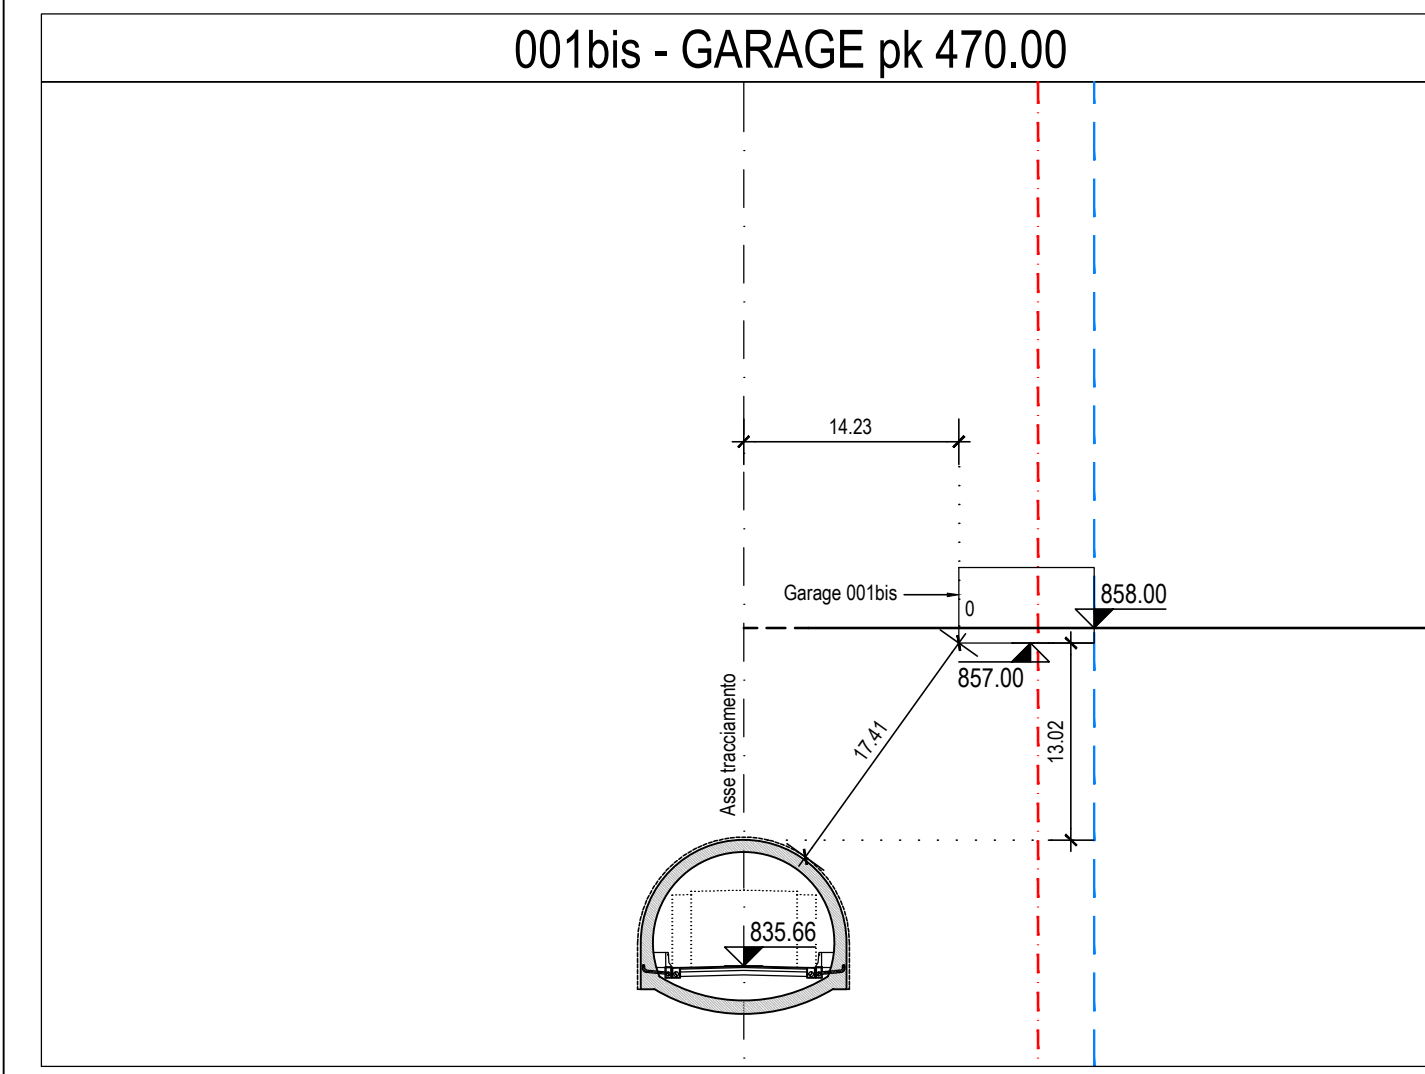 001bis - GARAGE pk 470.00
14.23
Garage 001bis
0
858.00
857.00
Asse tracciamento
17.41
13.02
835.66